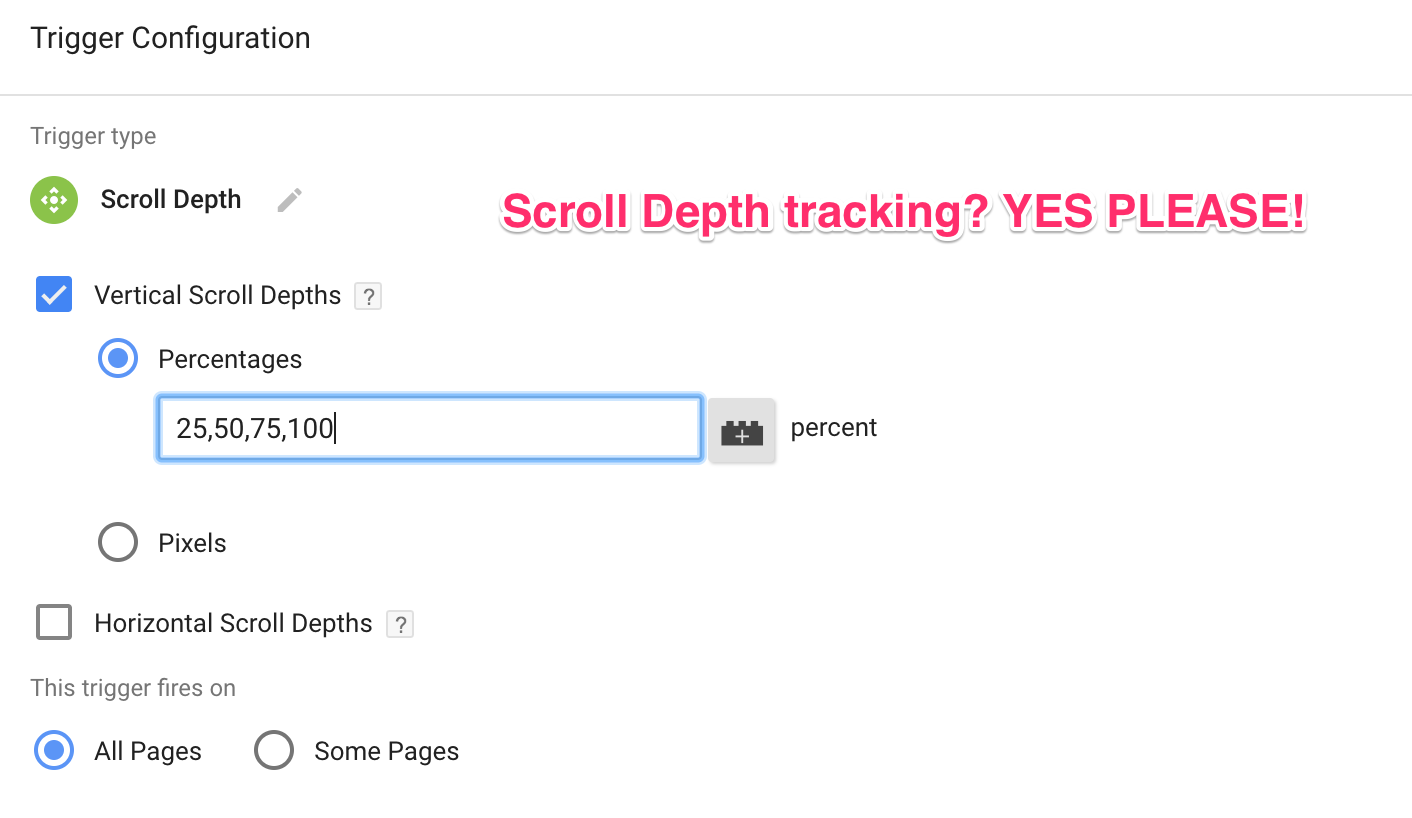 Trigger Configuration
Trigger type
Scroll Depth
Scroll Depth tracking? YES PLEASE!
Vertical Scroll Depths ?
Percentages
25,50,75,100
percent
Pixels
Horizontal Scroll Depths ?
This trigger fires on
All Pages Some Pages